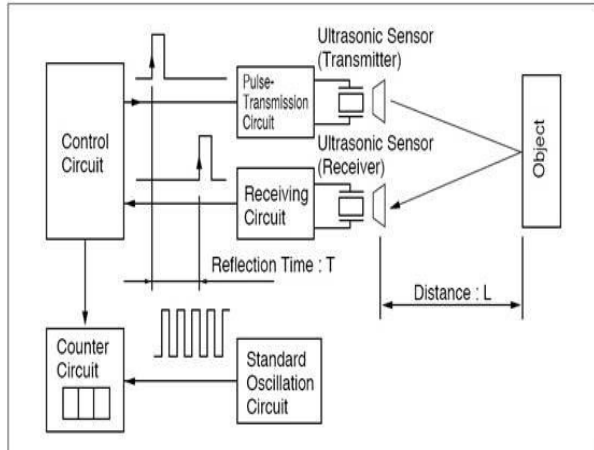 Ultrasonic Sensor
(Transmitter)
Pulse-
Transmission
Circuit
Control
Circuit
Object
Ultrasonic Sensor
(Receiver)
Receiving
Circuit
Reflection Time : T
Distance : L
Counter
Circuit
Standard
Oscillation
Circuit